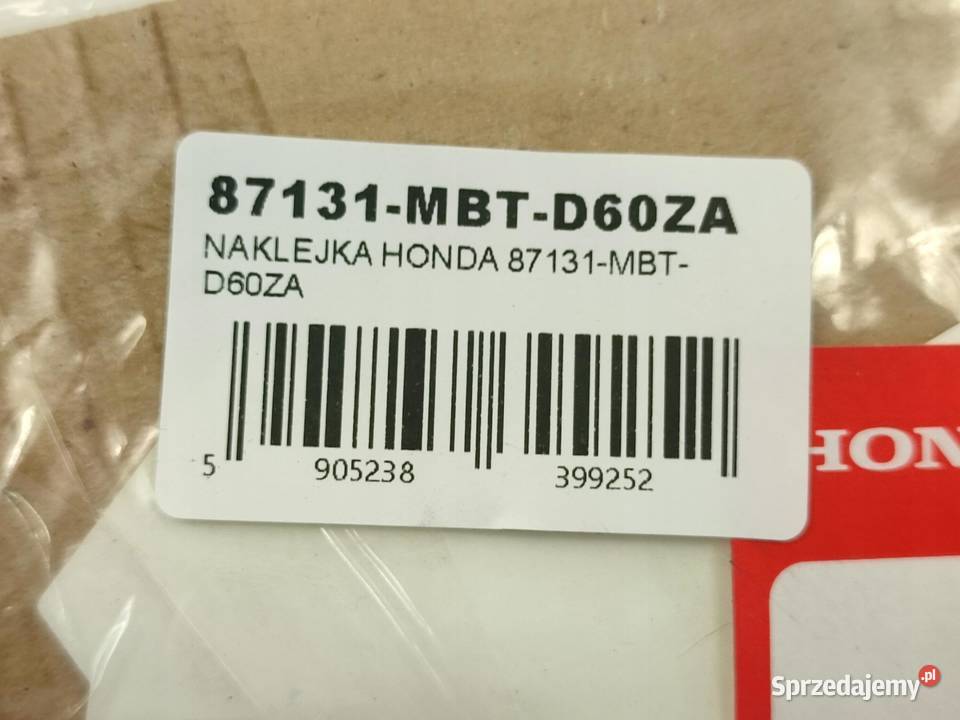 87131-MBT-D60ZA
NAKLEJKA HONDA 87131-MBT-
D60ZA
5 905238 399252
HON
Sprzedajemy.pl